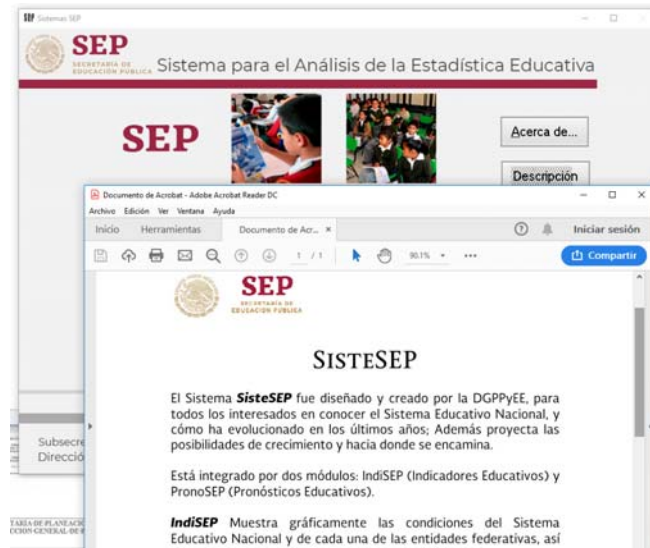 Sistemas SEP
SEP
SECRETARÍA DE
EDUCACIÓN PÚBLICA
Sistema para el Análisis de la Estadística Educativa
SEP
Acerca de...
Descripción
Documento de Acrobat - Adobe Acrobat Reader DC
Archivo Edición Ver Ventana Ayuda
Inicio Herramientas Documento de Acr... × Iniciar sesión
1 / 1 90.1% Compartir
SEP
SECRETARÍA DE
EDUCACIÓN PÚBLICA
SISTESEP
El Sistema SisteSEP fue diseñado y creado por la DGPPyEE, para
todos los interesados en conocer el Sistema Educativo Nacional, y
cómo ha evolucionado en los últimos años; Además proyecta las
posibilidades de crecimiento y hacia donde se encamina.
Está integrado por dos módulos: IndiSEP (Indicadores Educativos) y
PronoSEP (Pronósticos Educativos).
IndiSEP Muestra gráficamente las condiciones del Sistema
Educativo Nacional y de cada una de las entidades federativas, así
Subsecre
Direcció